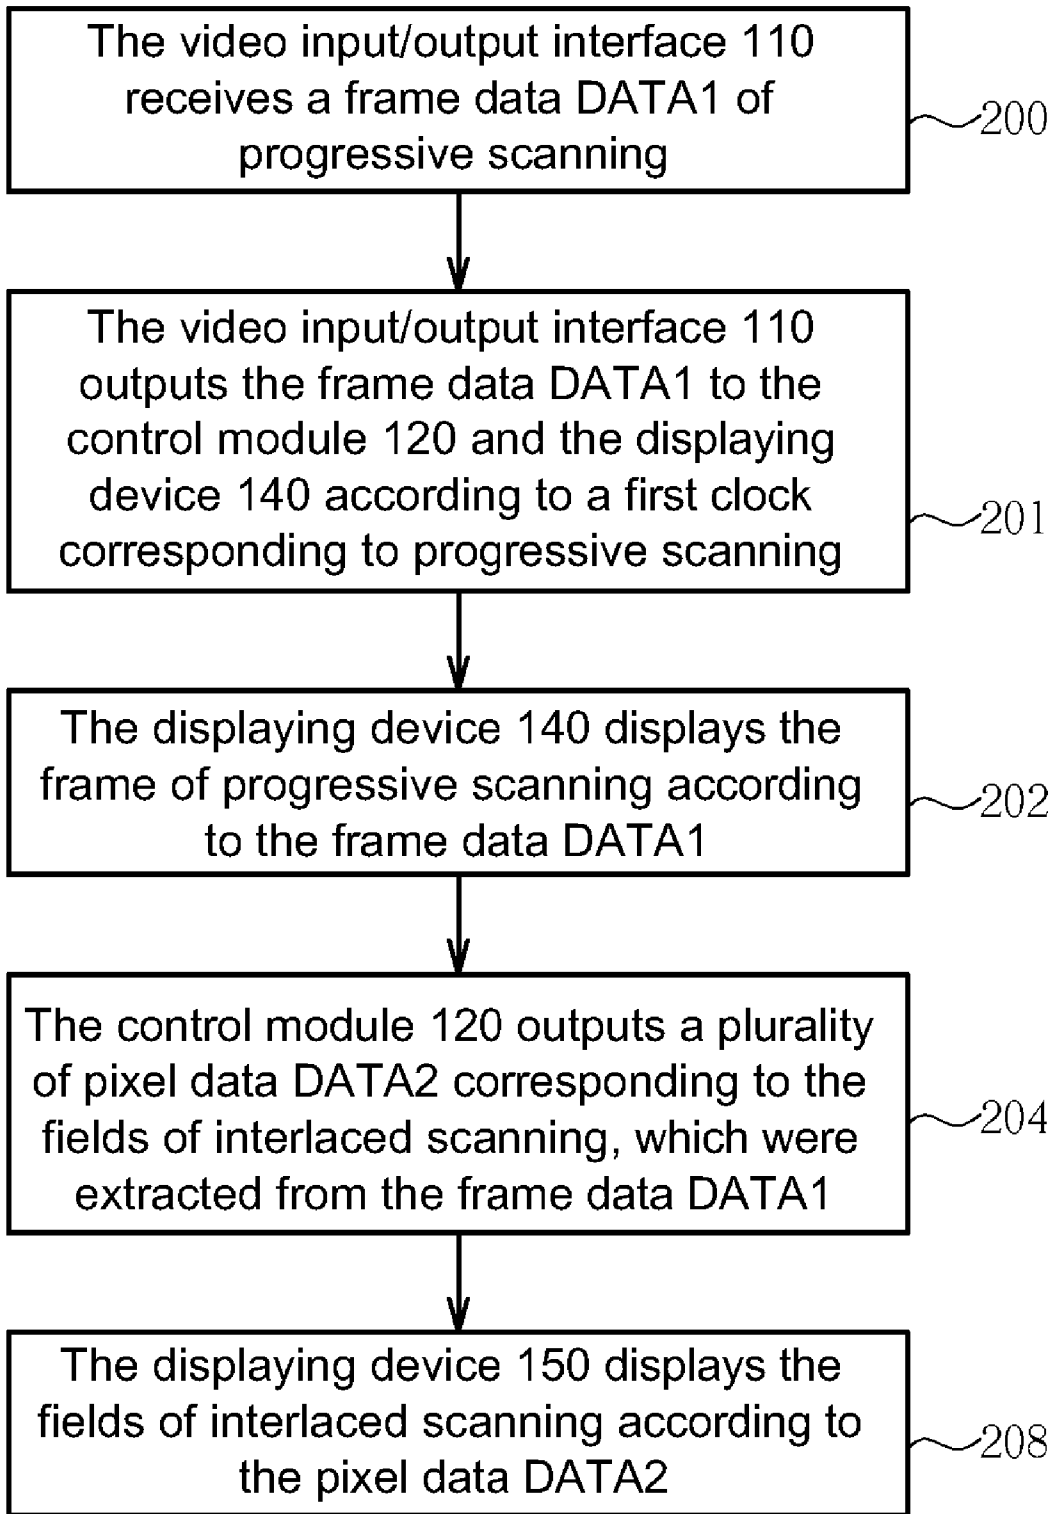 The video input/output interface 110
receives a frame data DATA1 of
progressive scanning
200
The video input/output interface 110
outputs the frame data DATA1 to the
control module 120 and the displaying
device 140 according to a first clock
corresponding to progressive scanning
201
The displaying device 140 displays the
frame of progressive scanning according
to the frame data DATA1
202
The control module 120 outputs a plurality
of pixel data DATA2 corresponding to the
fields of interlaced scanning, which were
extracted from the frame data DATA1
204
The displaying device 150 displays the
fields of interlaced scanning according to
the pixel data DATA2
208